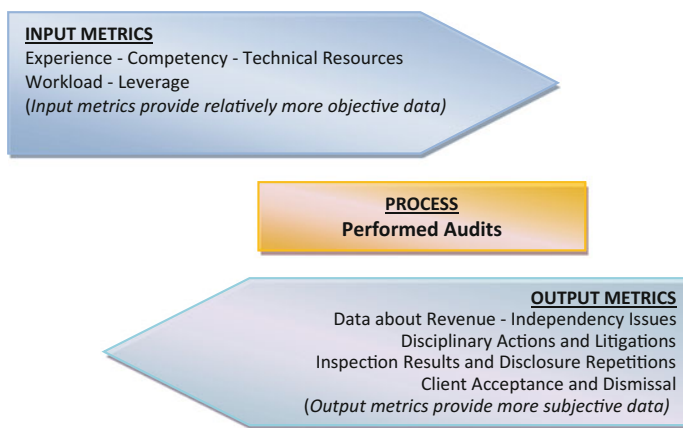 INPUT METRICS
Experience - Competency - Technical Resources
Workload - Leverage
(Input metrics provide relatively more objective data)
PROCESS
Performed Audits
OUTPUT METRICS
Data about Revenue - Independency Issues
Disciplinary Actions and Litigations
Inspection Results and Disclosure Repetitions
Client Acceptance and Dismissal
(Output metrics provide more subjective data)